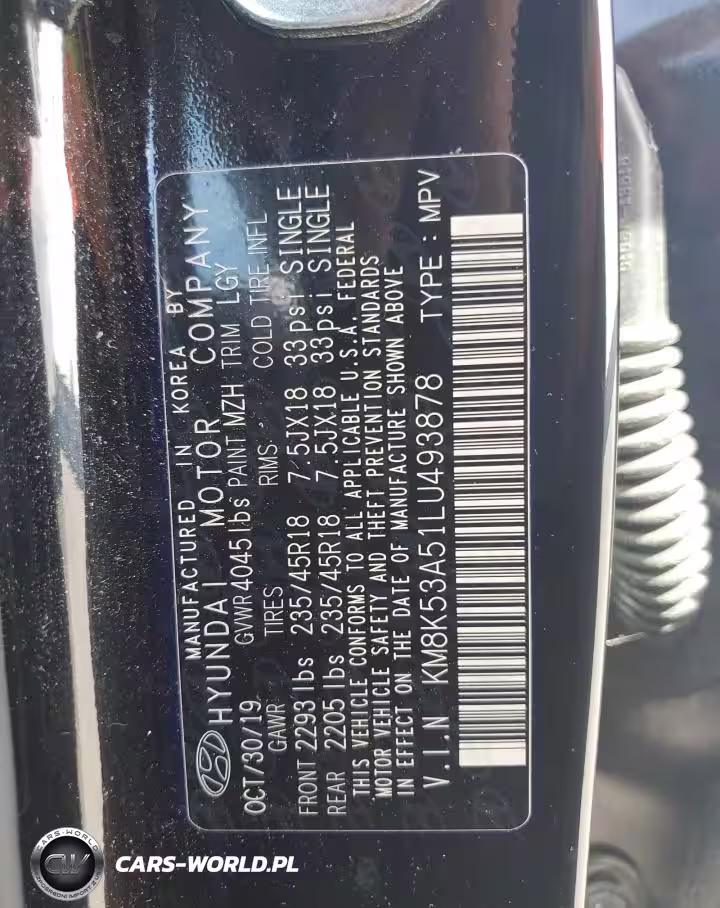 MANUFACTURED IN KOREA BY
HYUNDAI MOTOR COMPANY
OCT/30/19 GVWR 4045 lbs PAINT MZH TRIM LGY
GAWR TIRES RIMS COLD TIRE INFL
FRONT 2293 lbs 235/45R18 7.5JX18 33psi SINGLE
REAR 2205 lbs 235/45R18 7.5JX18 33psi SINGLE
THIS VEHICLE CONFORMS TO ALL APPLICABLE U.S.A. FEDERAL
MOTOR VEHICLE SAFETY AND THEFT PREVENTION STANDARDS
IN EFFECT ON THE DATE OF MANUFACTURE SHOWN ABOVE
V.I.N KM8K53A51LU493878 TYPE : MPV
CARS-WORLD
CW
CARS-WORLD.PL